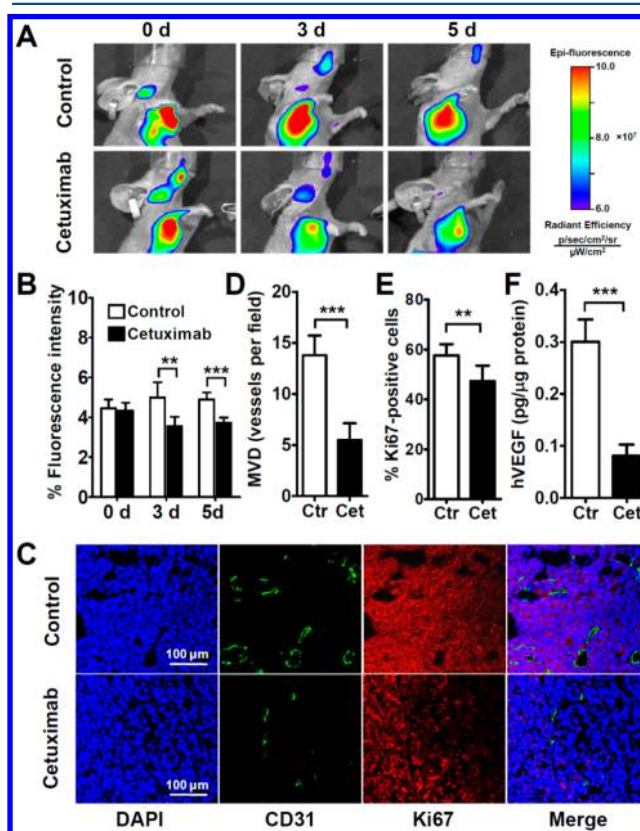 A
0 d 3 d 5 d
Control
Cetuximab
Epi-fluorescence
10.0
8.0 ×10⁷
6.0
Radiant Efficiency
p/sec/cm²/sr
µW/cm²
B
% Fluorescence intensity
10
8
6
4
2
0
Control
Cetuximab
**
***
0 d 3 d 5d
D
MVD (vessels per field)
20
15
10
5
0
***
Ctr Cet
E
% Ki67-positive cells
100
80
60
40
20
0
**
Ctr Cet
F
hVEGF (pg/µg protein)
0.4
0.3
0.2
0.1
0.0
***
Ctr Cet
C
Control
100 µm
Cetuximab
100 µm
DAPI CD31 Ki67 Merge